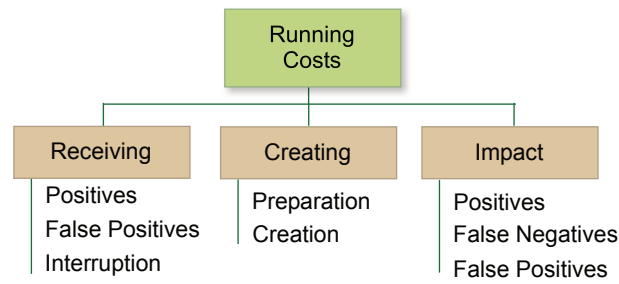 Running
Costs
Receiving
Creating
Impact
Positives
False Positives
Interruption
Preparation
Creation
Positives
False Negatives
False Positives